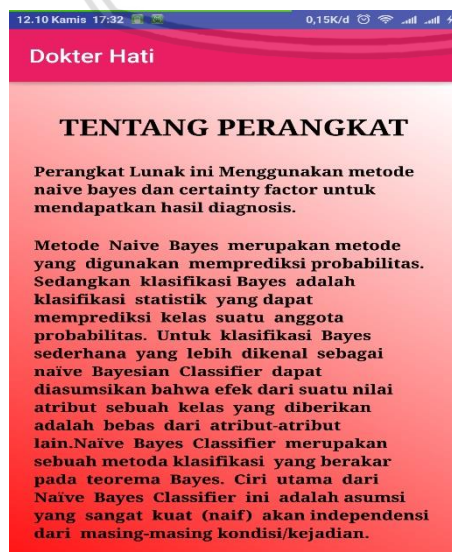 12.10 Kamis 17:32
0,15K/d
Dokter Hati
TENTANG PERANGKAT
Perangkat Lunak ini Menggunakan metode
naive bayes dan certainty factor untuk
mendapatkan hasil diagnosis.
Metode Naive Bayes merupakan metode
yang digunakan memprediksi probabilitas.
Sedangkan klasifikasi Bayes adalah
klasifikasi statistik yang dapat
memprediksi kelas suatu anggota
probabilitas. Untuk klasifikasi Bayes
sederhana yang lebih dikenal sebagai
naïve Bayesian Classifier dapat
diasumsikan bahwa efek dari suatu nilai
atribut sebuah kelas yang diberikan
adalah bebas dari atribut-atribut
lain.Naïve Bayes Classifier merupakan
sebuah metoda klasifikasi yang berakar
pada teorema Bayes. Ciri utama dari
Naïve Bayes Classifier ini adalah asumsi
yang sangat kuat (naif) akan independensi
dari masing-masing kondisi/kejadian.